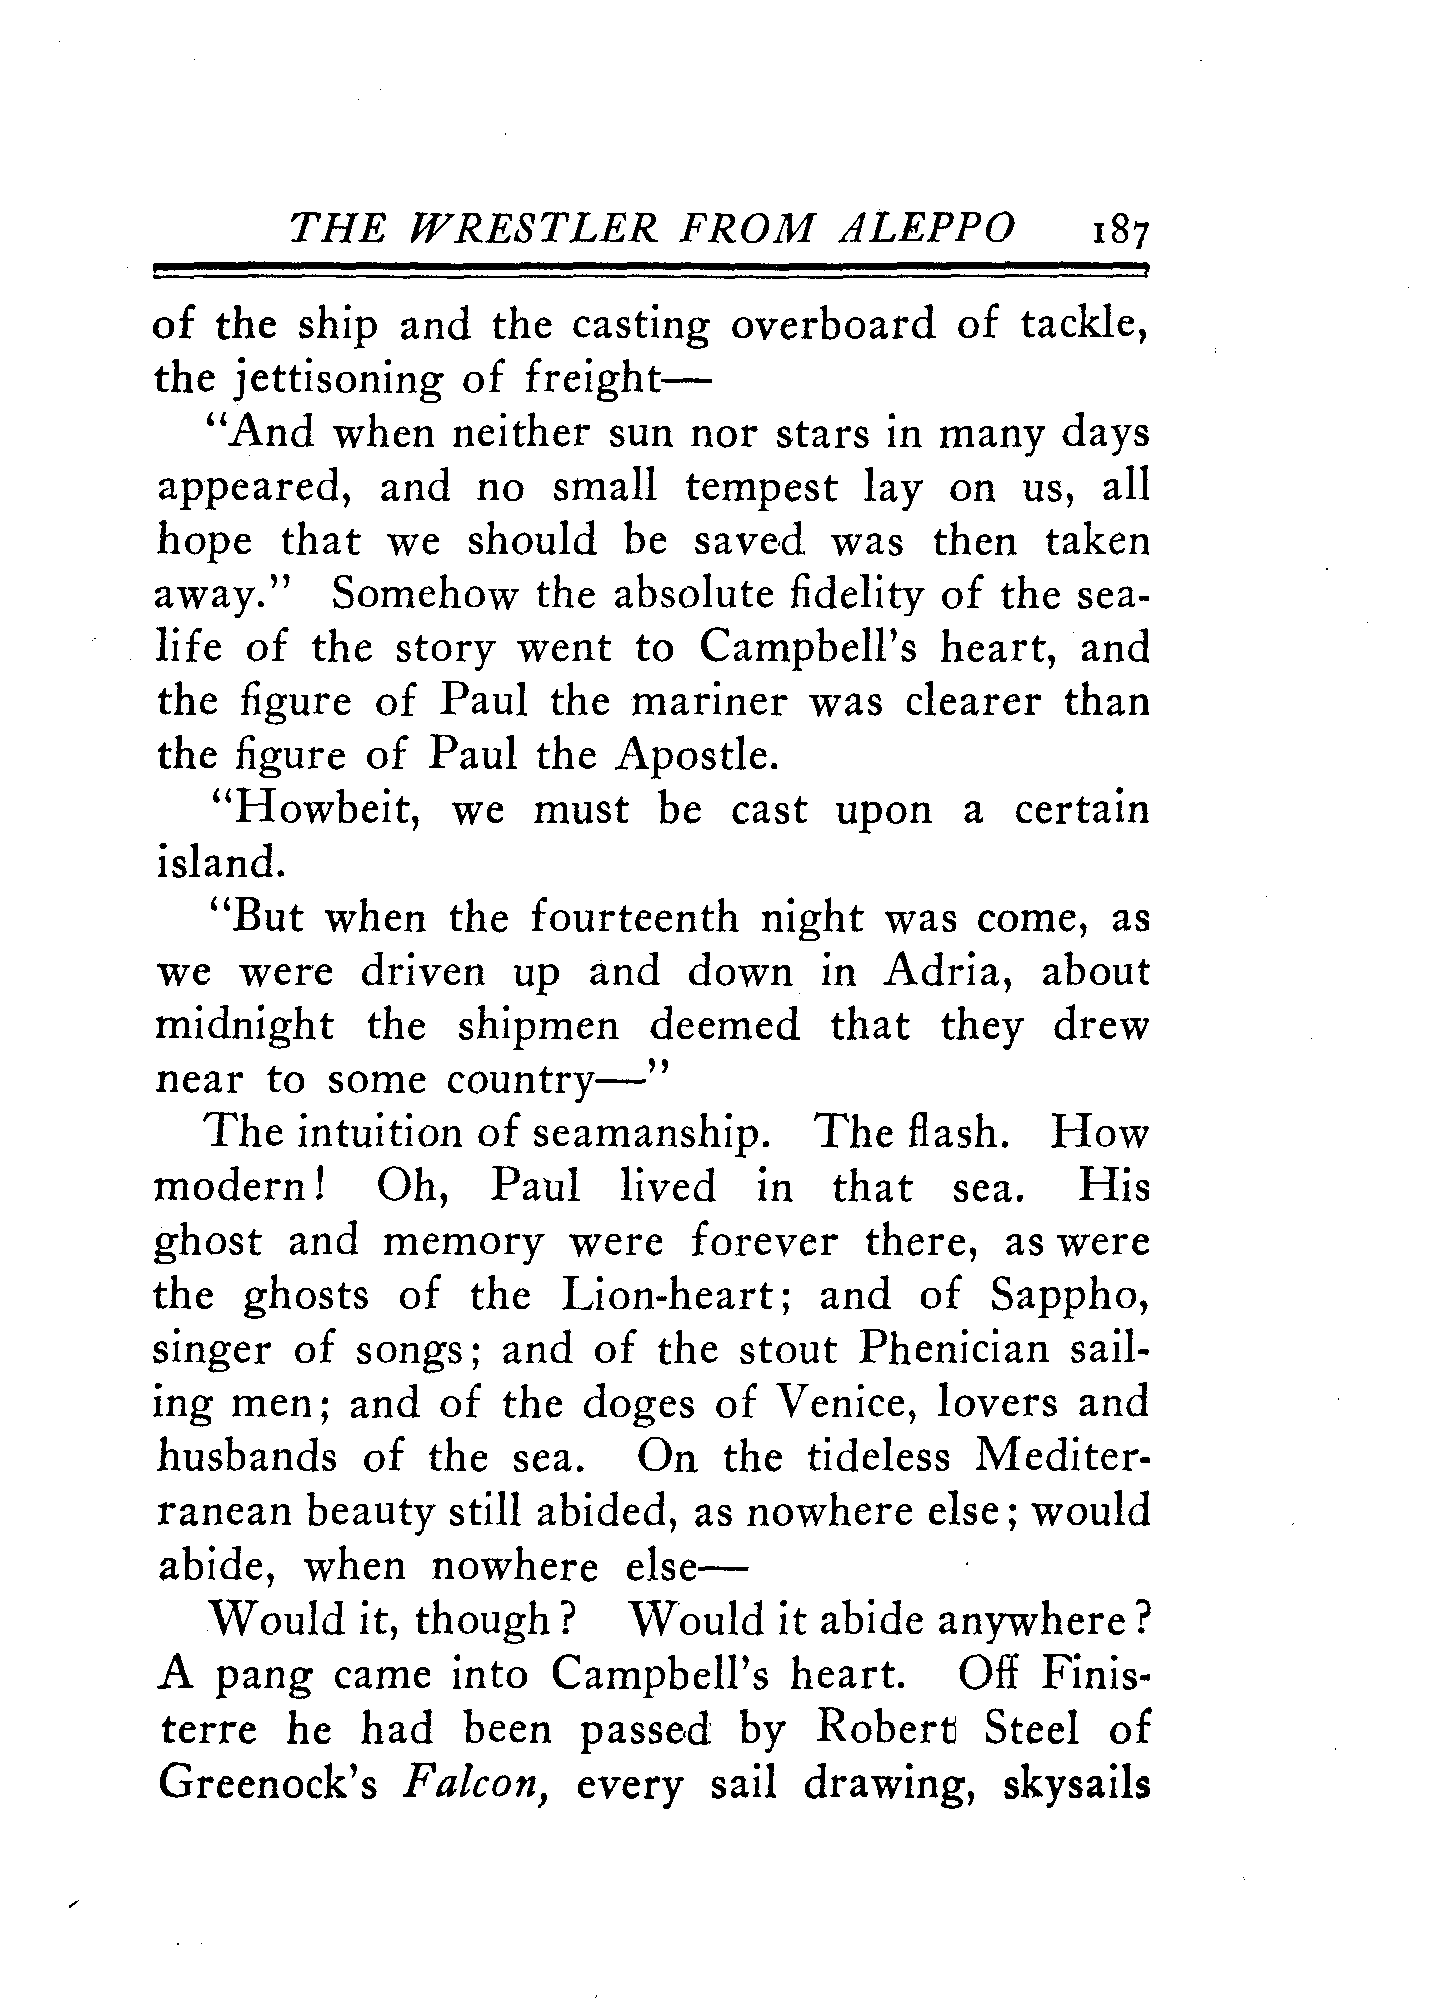 THE WRESTLER FROM ALEPPO 187
of the ship and the casting overboard of tackle,
the jettisoning of freight—
"And when neither sun nor stars in many days
appeared, and no small tempest lay on us, all
hope that we should be saved was then taken
away." Somehow the absolute fidelity of the sea-
life of the story went to Campbell's heart, and
the figure of Paul the mariner was clearer than
the figure of Paul the Apostle.
"Howbeit, we must be cast upon a certain
island.
"But when the fourteenth night was come, as
we were driven up and down in Adria, about
midnight the shipmen deemed that they drew
near to some country—"
The intuition of seamanship. The flash. How
modern! Oh, Paul lived in that sea. His
ghost and memory were forever there, as were
the ghosts of the Lion-heart; and of Sappho,
singer of songs; and of the stout Phenician sail-
ing men; and of the doges of Venice, lovers and
husbands of the sea. On the tideless Mediter-
ranean beauty still abided, as nowhere else; would
abide, when nowhere else—
Would it, though? Would it abide anywhere?
A pang came into Campbell's heart. Off Finis-
terre he had been passed by Robert Steel of
Greenock's Falcon, every sail drawing, skysails